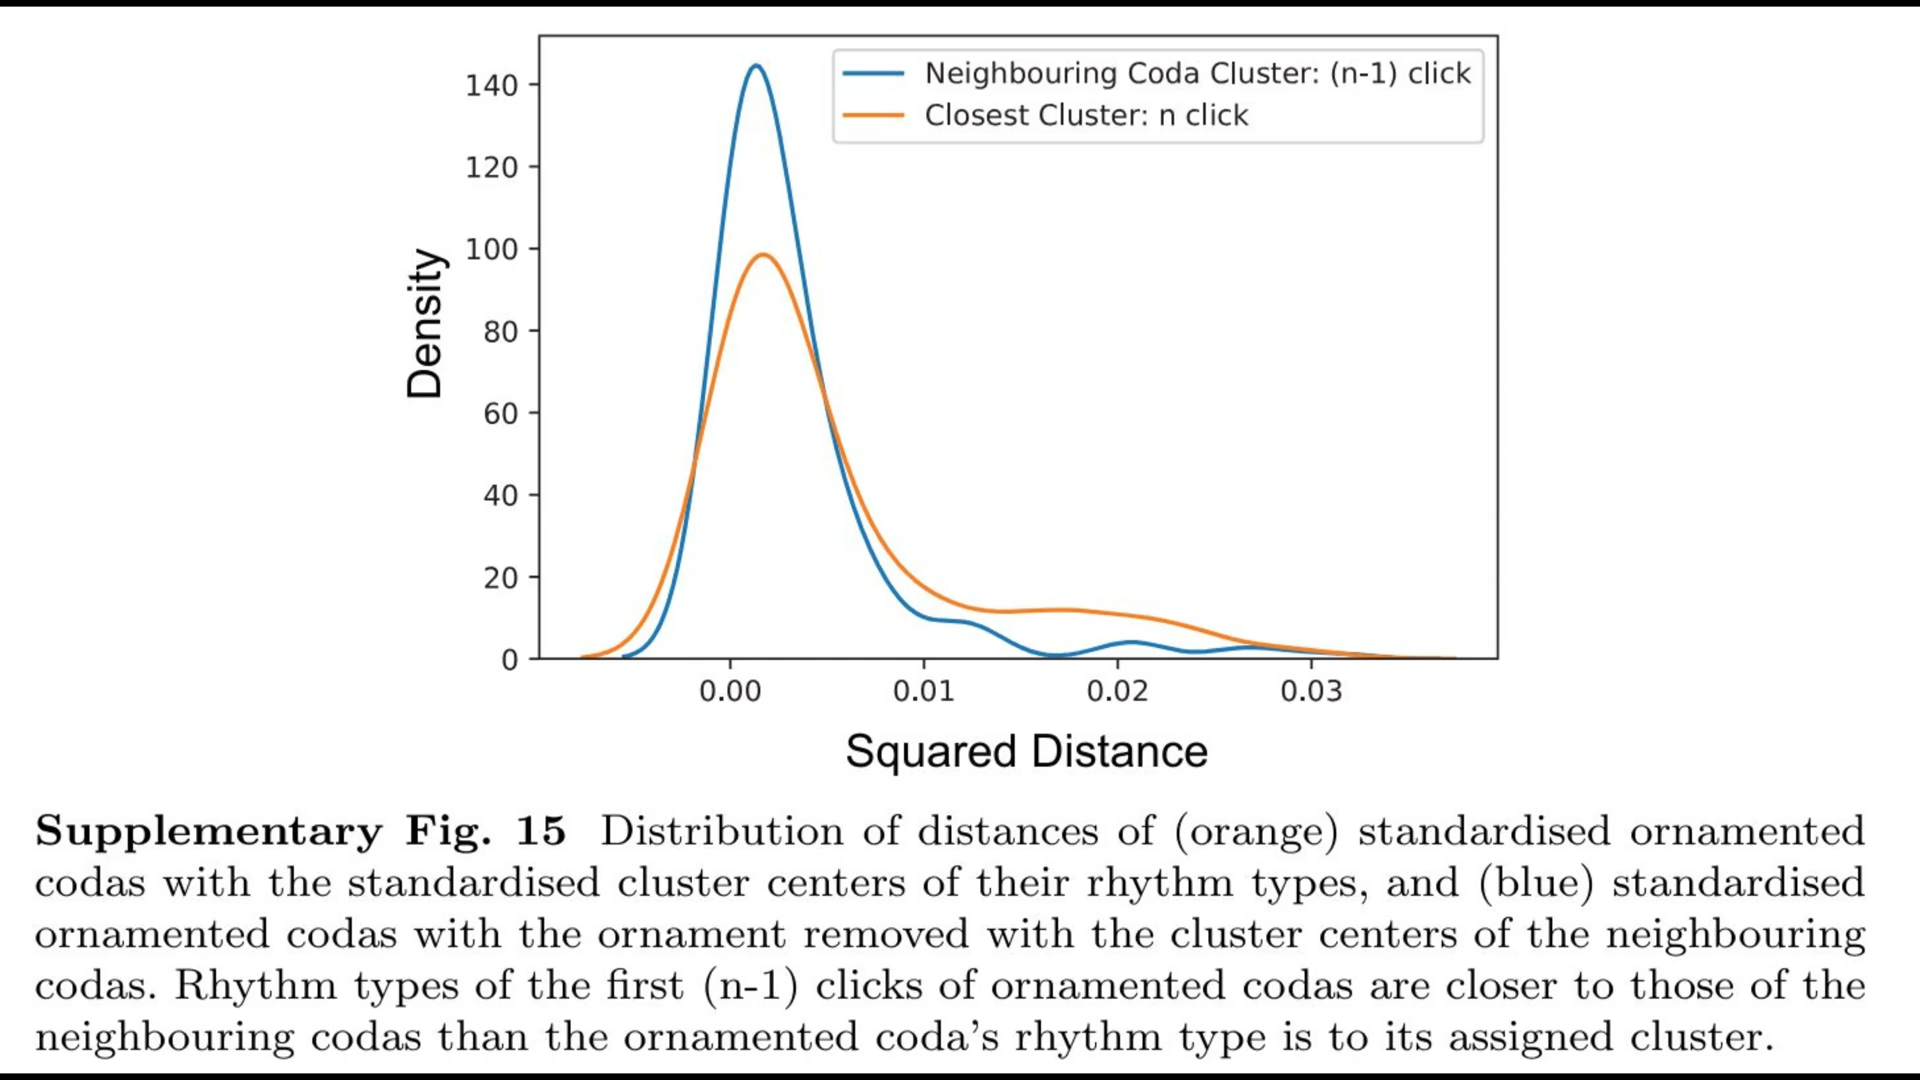 Neighbouring Coda Cluster: (n-1) click
Closest Cluster: n click
140
120
100
80
60
40
20
0
Density
0.00 0.01 0.02 0.03
Squared Distance
Supplementary Fig. 15 Distribution of distances of (orange) standardised ornamented
codas with the standardised cluster centers of their rhythm types, and (blue) standardised
ornamented codas with the ornament removed with the cluster centers of the neighbouring
codas. Rhythm types of the first (n-1) clicks of ornamented codas are closer to those of the
neighbouring codas than the ornamented coda's rhythm type is to its assigned cluster.